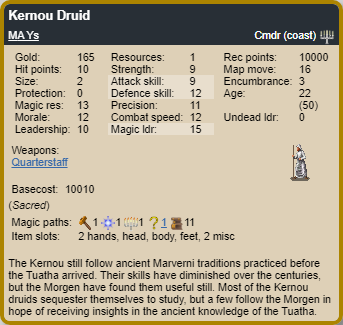 Kernou Druid
MA Ys Cmdr (coast)
Gold: 165 Resources: 1 Rec points: 10000
Hit points: 10 Strength: 9 Map move: 16
Size: 2 Attack skill: 9 Encumbrance: 3
Protection: 0 Defence skill: 12 Age: 22
Magic res: 13 Precision: 11 (50)
Morale: 12 Combat speed: 12 Undead ldr: 0
Leadership: 10 Magic ldr: 15
Weapons:
Quarterstaff
Basecost: 10010
(Sacred)
Magic paths: 1 1 1 ?1 11
Item slots: 2 hands, head, body, feet, 2 misc
The Kernou still follow ancient Marverni traditions practiced before
the Tuatha arrived. Their skills have diminished over the centuries,
but the Morgen have found them useful still. Most of the Kernou
druids sequester themselves to study, but a few follow the Morgen in
hope of receiving insights in the ancient knowledge of the Tuatha.